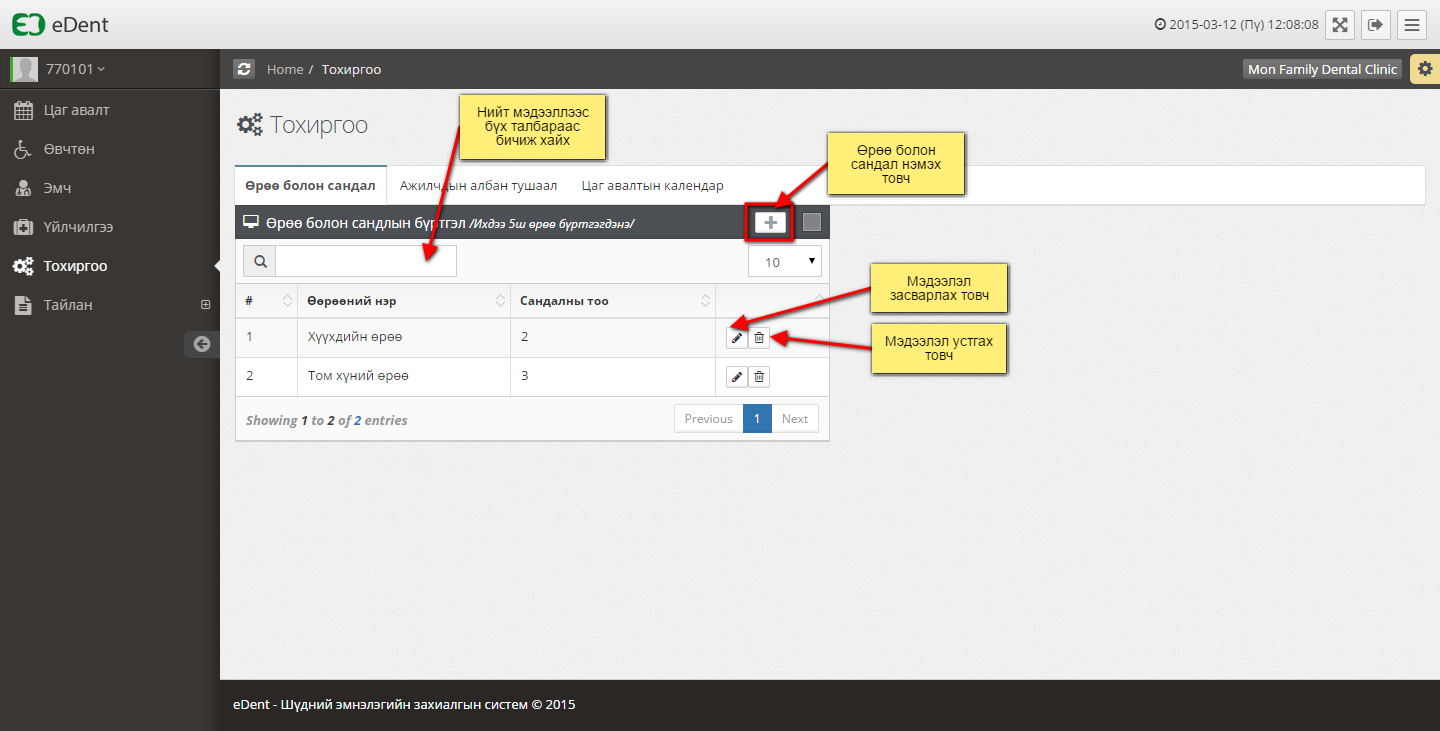 eDent
2015-03-12 (Пү) 12:08:08
770101
Home / Тохиргоо
Mon Family Dental Clinic
Цаг авалт
Өвчтөн
Эмч
Үйлчилгээ
Тохиргоо
Тайлан
Тохиргоо
Нийт мэдээллээс
бүх талбараас
бичиж хайх
Өрөө болон
сандал нэмэх
товч
Өрөө болон сандал
Ажилчдын албан тушаал
Цаг авалтын календар
Өрөө болон сандлын бүртгэл /Ихдээ 5ш өрөө бүртгэгдэнэ/
10
# Өөрөөний нэр Сандалны тоо
1 Хүүхдийн өрөө 2
2 Том хүний өрөө 3
Мэдээлэл
засварлах товч
Мэдээлэл устгах
товч
Showing 1 to 2 of 2 entries
Previous 1 Next
eDent - Шүдний эмнэлэгийн захиалгын систем © 2015